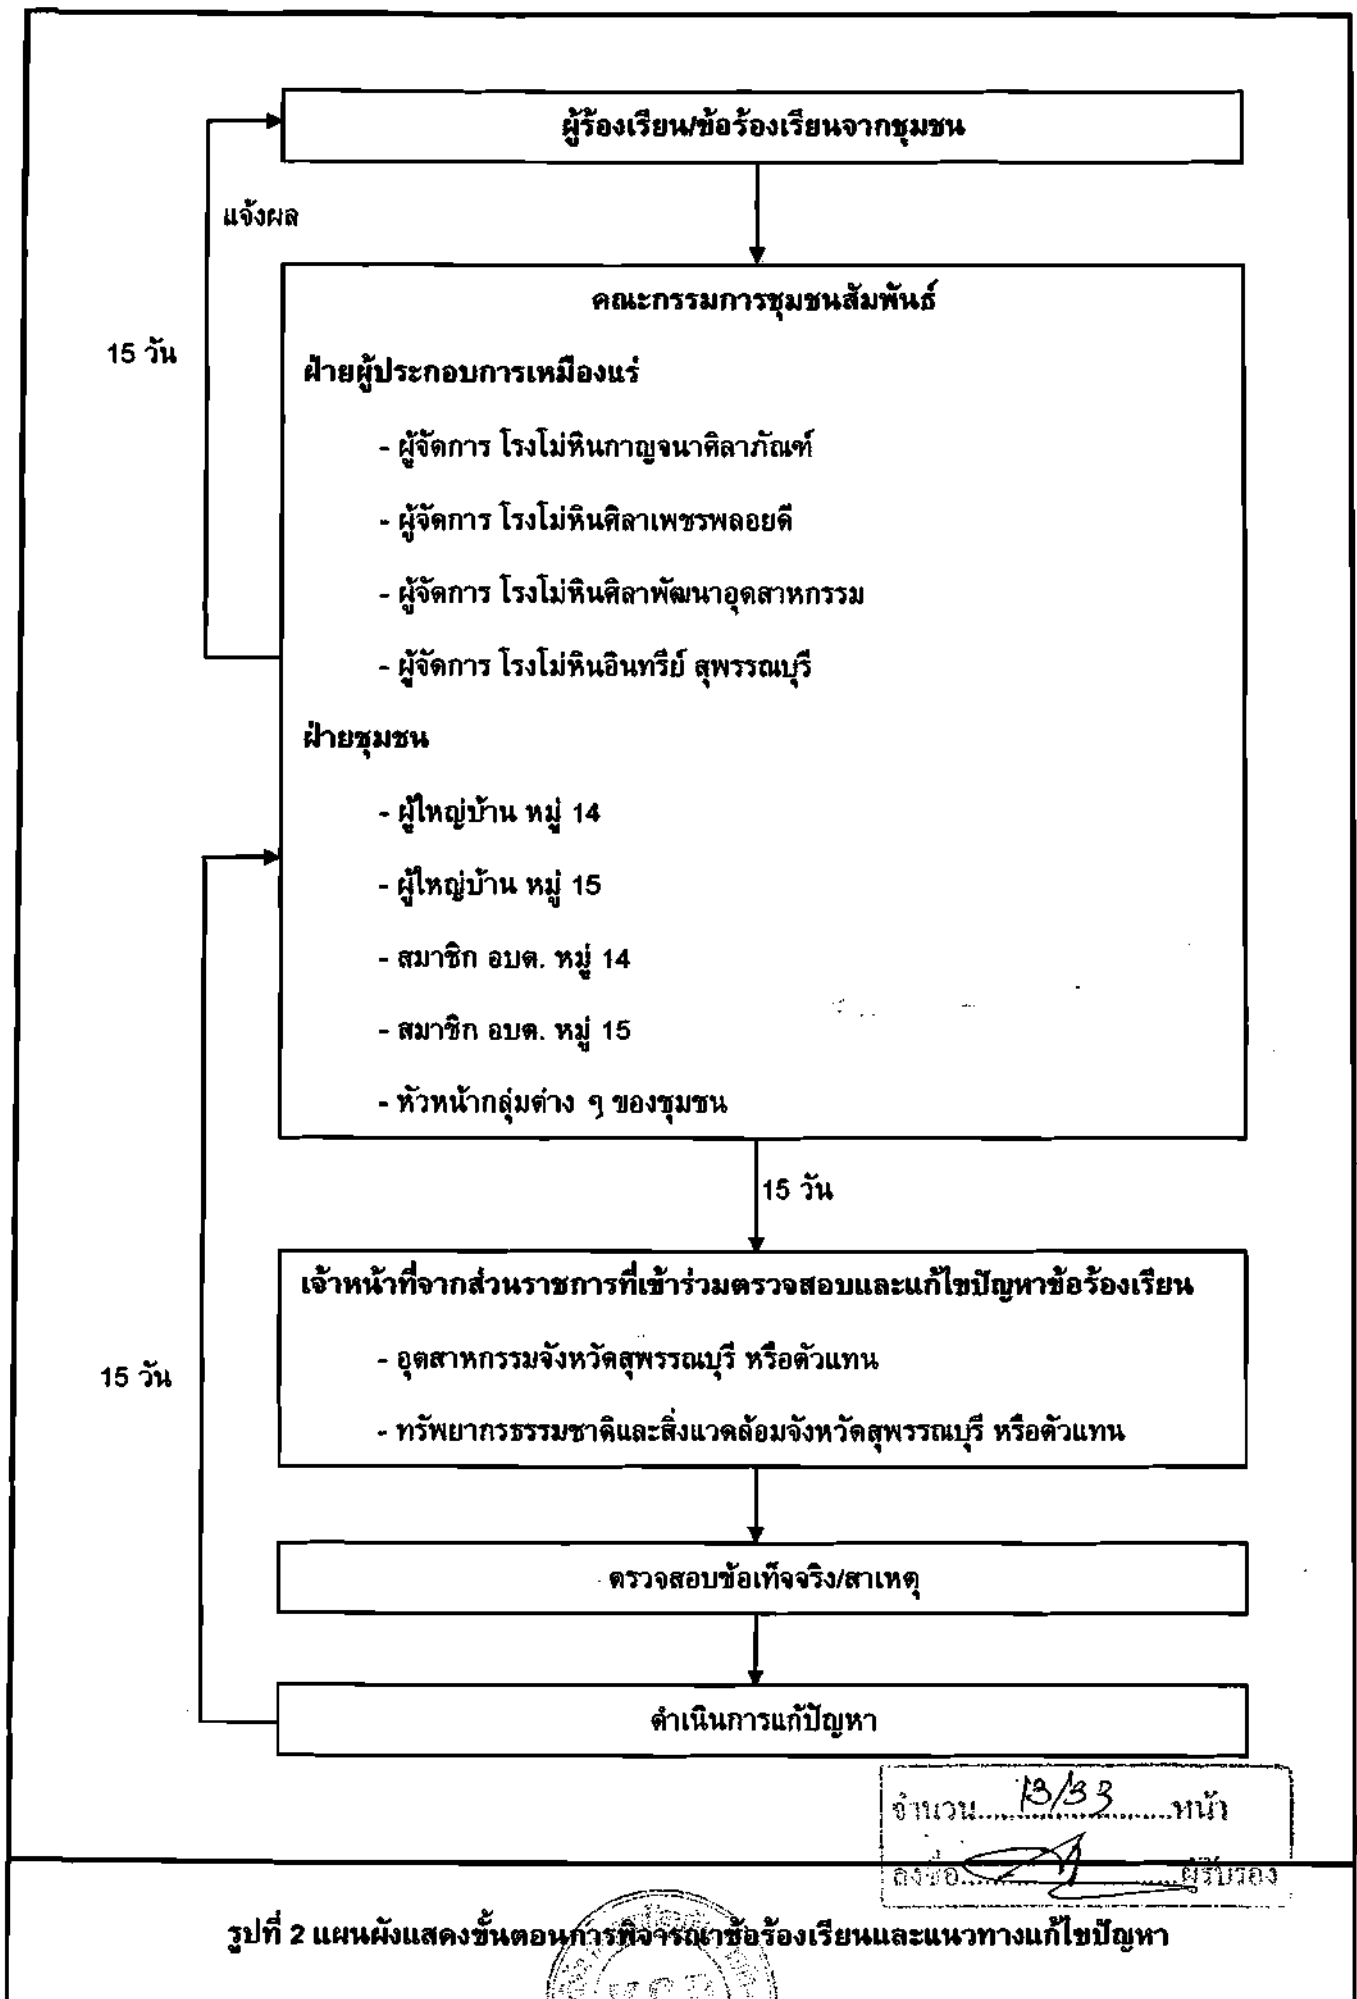 ผู้ร้องเรียน/ข้อร้องเรียนจากชุมชน
แจ้งผล
15 วัน
คณะกรรมการชุมชนสัมพันธ์
ฝ่ายผู้ประกอบการเหมืองแร่
- ผู้จัดการ โรงโม่หินกาญจนาศิลาภัณฑ์
- ผู้จัดการ โรงโม่หินศิลาเพชรพลอยดี
- ผู้จัดการ โรงโม่หินศิลาพัฒนาอุตสาหกรรม
- ผู้จัดการ โรงโม่หินอินทรีย์ สุพรรณบุรี
ฝ่ายชุมชน
- ผู้ใหญ่บ้าน หมู่ 14
- ผู้ใหญ่บ้าน หมู่ 15
- สมาชิก อบต. หมู่ 14
- สมาชิก อบต. หมู่ 15
- หัวหน้ากลุ่มต่าง ๆ ของชุมชน
15 วัน
เจ้าหน้าที่จากส่วนราชการที่เข้าร่วมตรวจสอบและแก้ไขปัญหาข้อร้องเรียน
- อุตสาหกรรมจังหวัดสุพรรณบุรี หรือตัวแทน
- ทรัพยากรธรรมชาติและสิ่งแวดล้อมจังหวัดสุพรรณบุรี หรือตัวแทน
15 วัน
ตรวจสอบข้อเท็จจริง/สาเหตุ
ดำเนินการแก้ปัญหา
จำนวน.....13/33.....หน้า
ลงชื่อ..........ผู้รับรอง
รูปที่ 2 แผนผังแสดงขั้นตอนการพิจารณาข้อร้องเรียนและแนวทางแก้ไขปัญหา